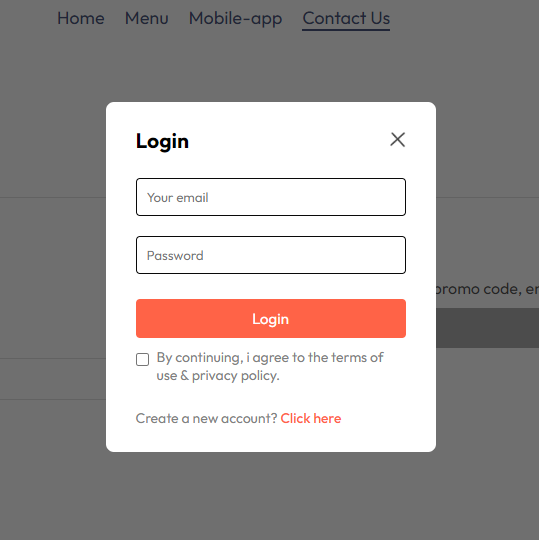 Home Menu Mobile-app Contact Us
Login
Your email
Password
promo code, en
Login
By continuing, i agree to the terms of
use & privacy policy.
Create a new account? Click here